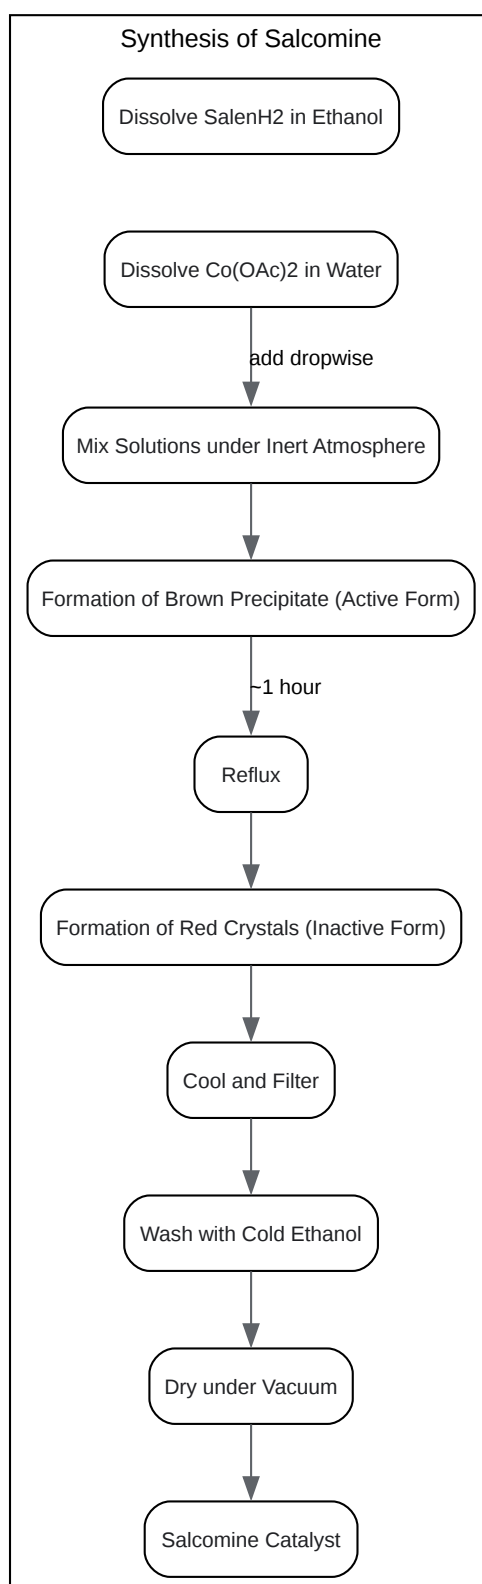 Synthesis of Salcomine
Dissolve SalenH2 in Ethanol
Dissolve Co(OAc)2 in Water
add dropwise
Mix Solutions under Inert Atmosphere
Formation of Brown Precipitate (Active Form)
~1 hour
Reflux
Formation of Red Crystals (Inactive Form)
Cool and Filter
Wash with Cold Ethanol
Dry under Vacuum
Salcomine Catalyst